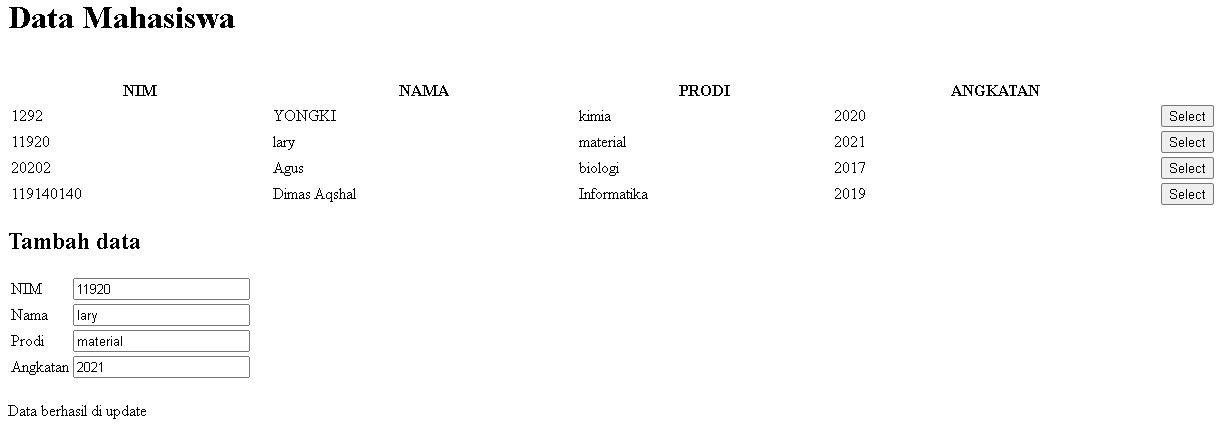 Data Mahasiswa
NIM NAMA PRODI ANGKATAN
1292 YONGKI kimia 2020 Select
11920 lary material 2021 Select
20202 Agus biologi 2017 Select
119140140 Dimas Aqshal Informatika 2019 Select
Tambah data
NIM 11920
Nama lary
Prodi material
Angkatan 2021
Data berhasil di update